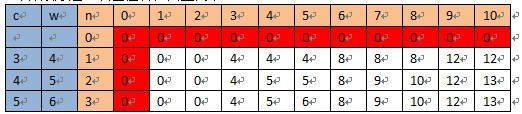 c w n 0 1 2 3 4 5 6 7 8 9 10
0 0 0 0 0 0 0 0 0 0 0 0
3 4 1 0 0 0 4 4 4 8 8 8 12 12
4 5 2 0 0 0 4 5 5 8 9 10 12 13
5 6 3 0 0 0 4 5 6 8 9 10 12 13